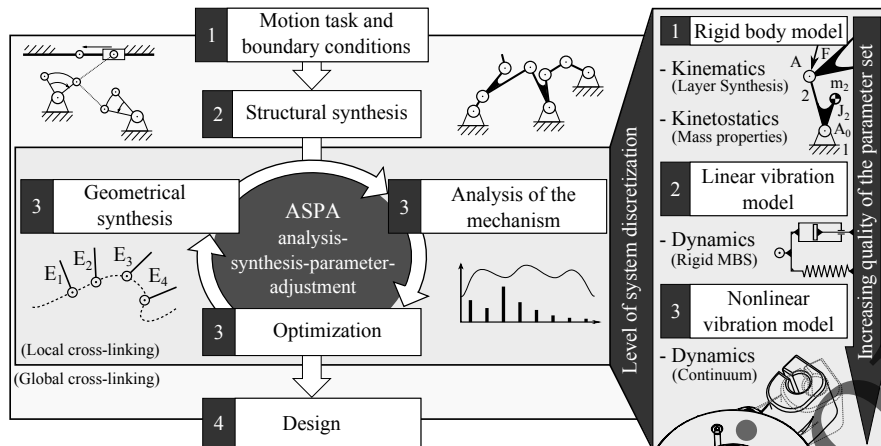 1 Motion task and
boundary conditions
2 Structural synthesis
3 Geometrical
synthesis
3 Analysis of the
mechanism
ASPA
analysis-
synthesis-parameter-
adjustment
E1
E2
E3
E4
3 Optimization
(Local cross-linking)
(Global cross-linking)
4 Design
Level of system discretization
1 Rigid body model
- Kinematics
(Layer Synthesis)
- Kinetostatics
(Mass properties)
A
F
2
m2
J2
A0
1
2 Linear vibration
model
- Dynamics
(Rigid MBS)
3 Nonlinear
vibration model
- Dynamics
(Continuum)
Increasing quality of the parameter set